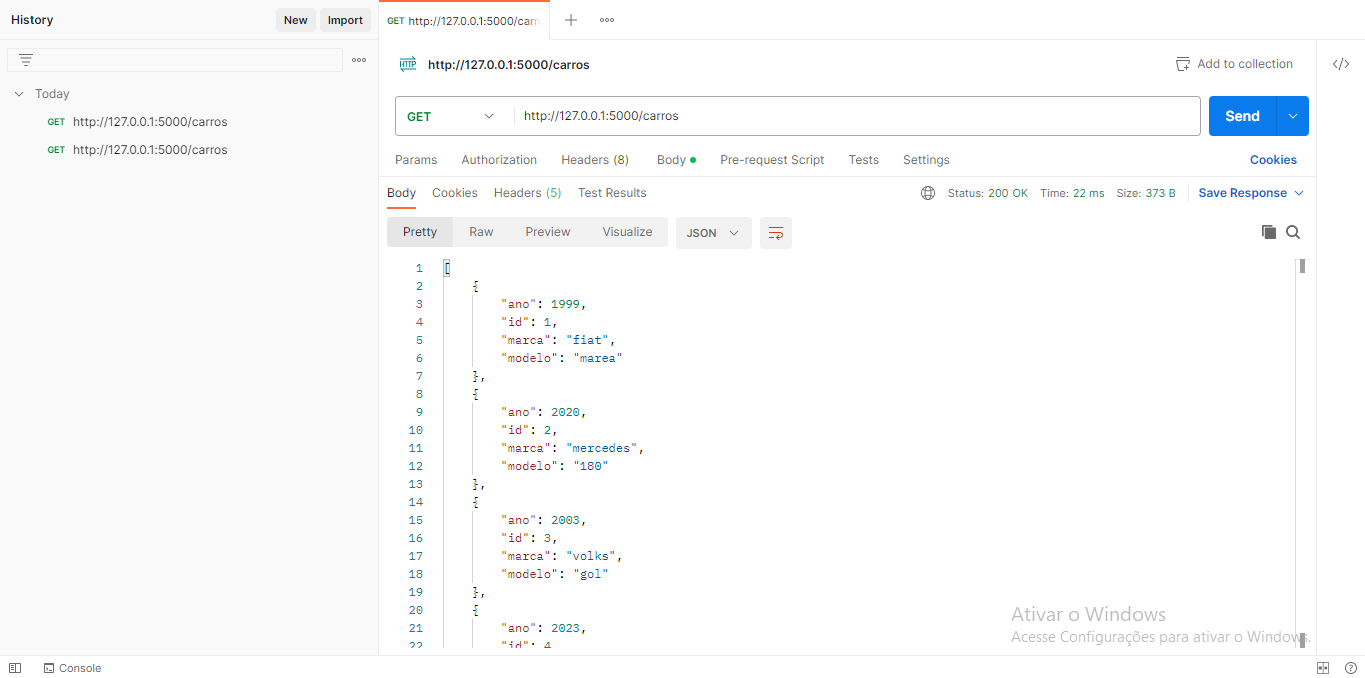 History
New
Import
GET http://127.0.0.1:5000/carr
http://127.0.0.1:5000/carros
Add to collection
Today
GET http://127.0.0.1:5000/carros
GET http://127.0.0.1:5000/carros
GET
http://127.0.0.1:5000/carros
Send
Params Authorization Headers (8) Body Pre-request Script Tests Settings Cookies
Body Cookies Headers (5) Test Results Status: 200 OK Time: 22 ms Size: 373 B Save Response
Pretty Raw Preview Visualize JSON
1 [
2 {
3 "ano": 1999,
4 "id": 1,
5 "marca": "fiat",
6 "modelo": "marea"
7 },
8 {
9 "ano": 2020,
10 "id": 2,
11 "marca": "mercedes",
12 "modelo": "180"
13 },
14 {
15 "ano": 2003,
16 "id": 3,
17 "marca": "volks",
18 "modelo": "gol"
19 },
20 {
21 "ano": 2023,
22 "id": 4
Ativar o Windows
Acesse Configurações para ativar o Windows.
Console